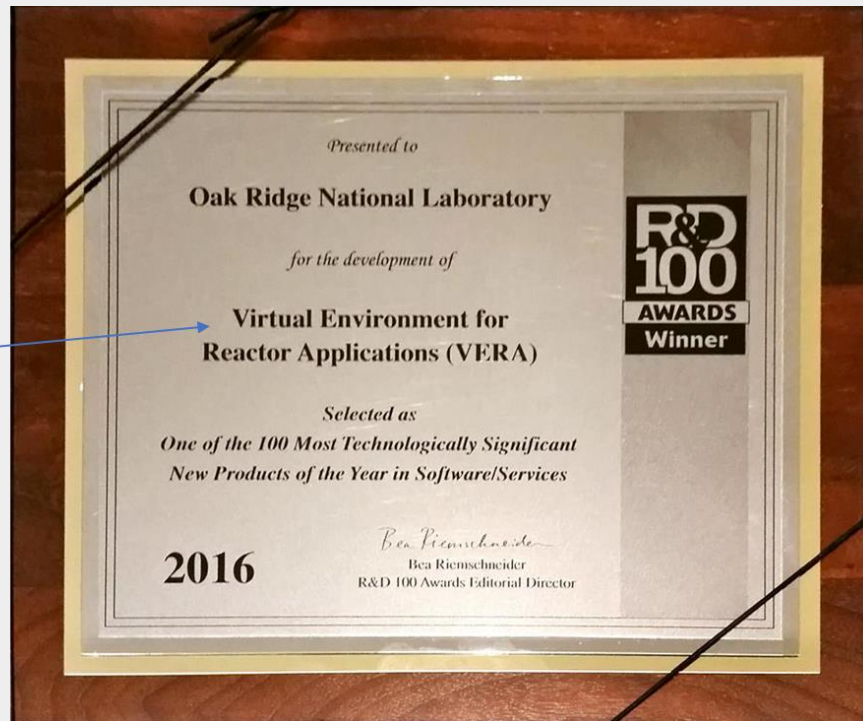 Presented to
Oak Ridge National Laboratory
for the development of
Virtual Environment for
Reactor Applications (VERA)
Selected as
One of the 100 Most Technologically Significant
New Products of the Year in Software/Services
2016
Bea Riemschneider
Bea Riemschneider
R&D 100 Awards Editorial Director
R&D
100
AWARDS
Winner